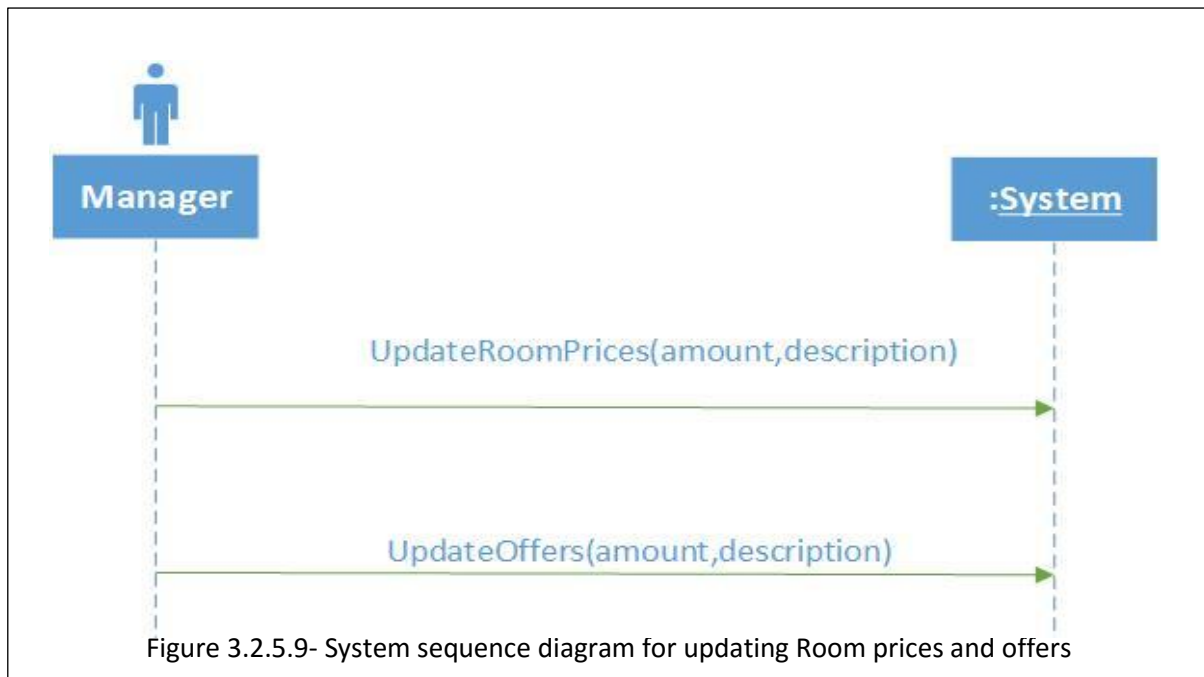 Manager
:System
UpdateRoomPrices(amount,description)
UpdateOffers(amount,description)
Figure 3.2.5.9- System sequence diagram for updating Room prices and offers